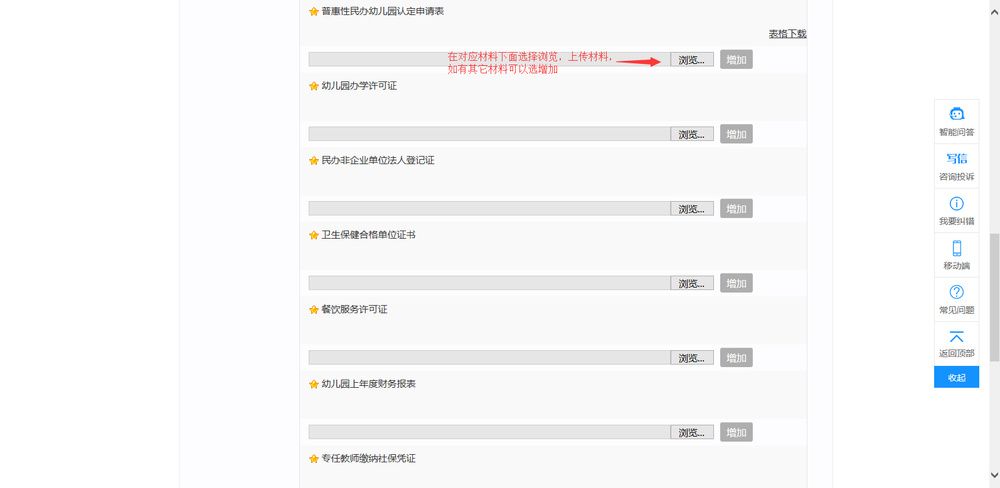 普惠性民办幼儿园认定申请表
表格下载
在对应材料下面选择浏览，上传材料，
如有其它材料可以选增加
浏览...
增加
幼儿园办学许可证
浏览...
增加
民办非企业单位法人登记证
浏览...
增加
卫生保健合格单位证书
浏览...
增加
餐饮服务许可证
浏览...
增加
幼儿园上年度财务报表
浏览...
增加
专任教师缴纳社保凭证
智能问答
写信
咨询投诉
我要纠错
移动端
常见问题
返回顶部
收起